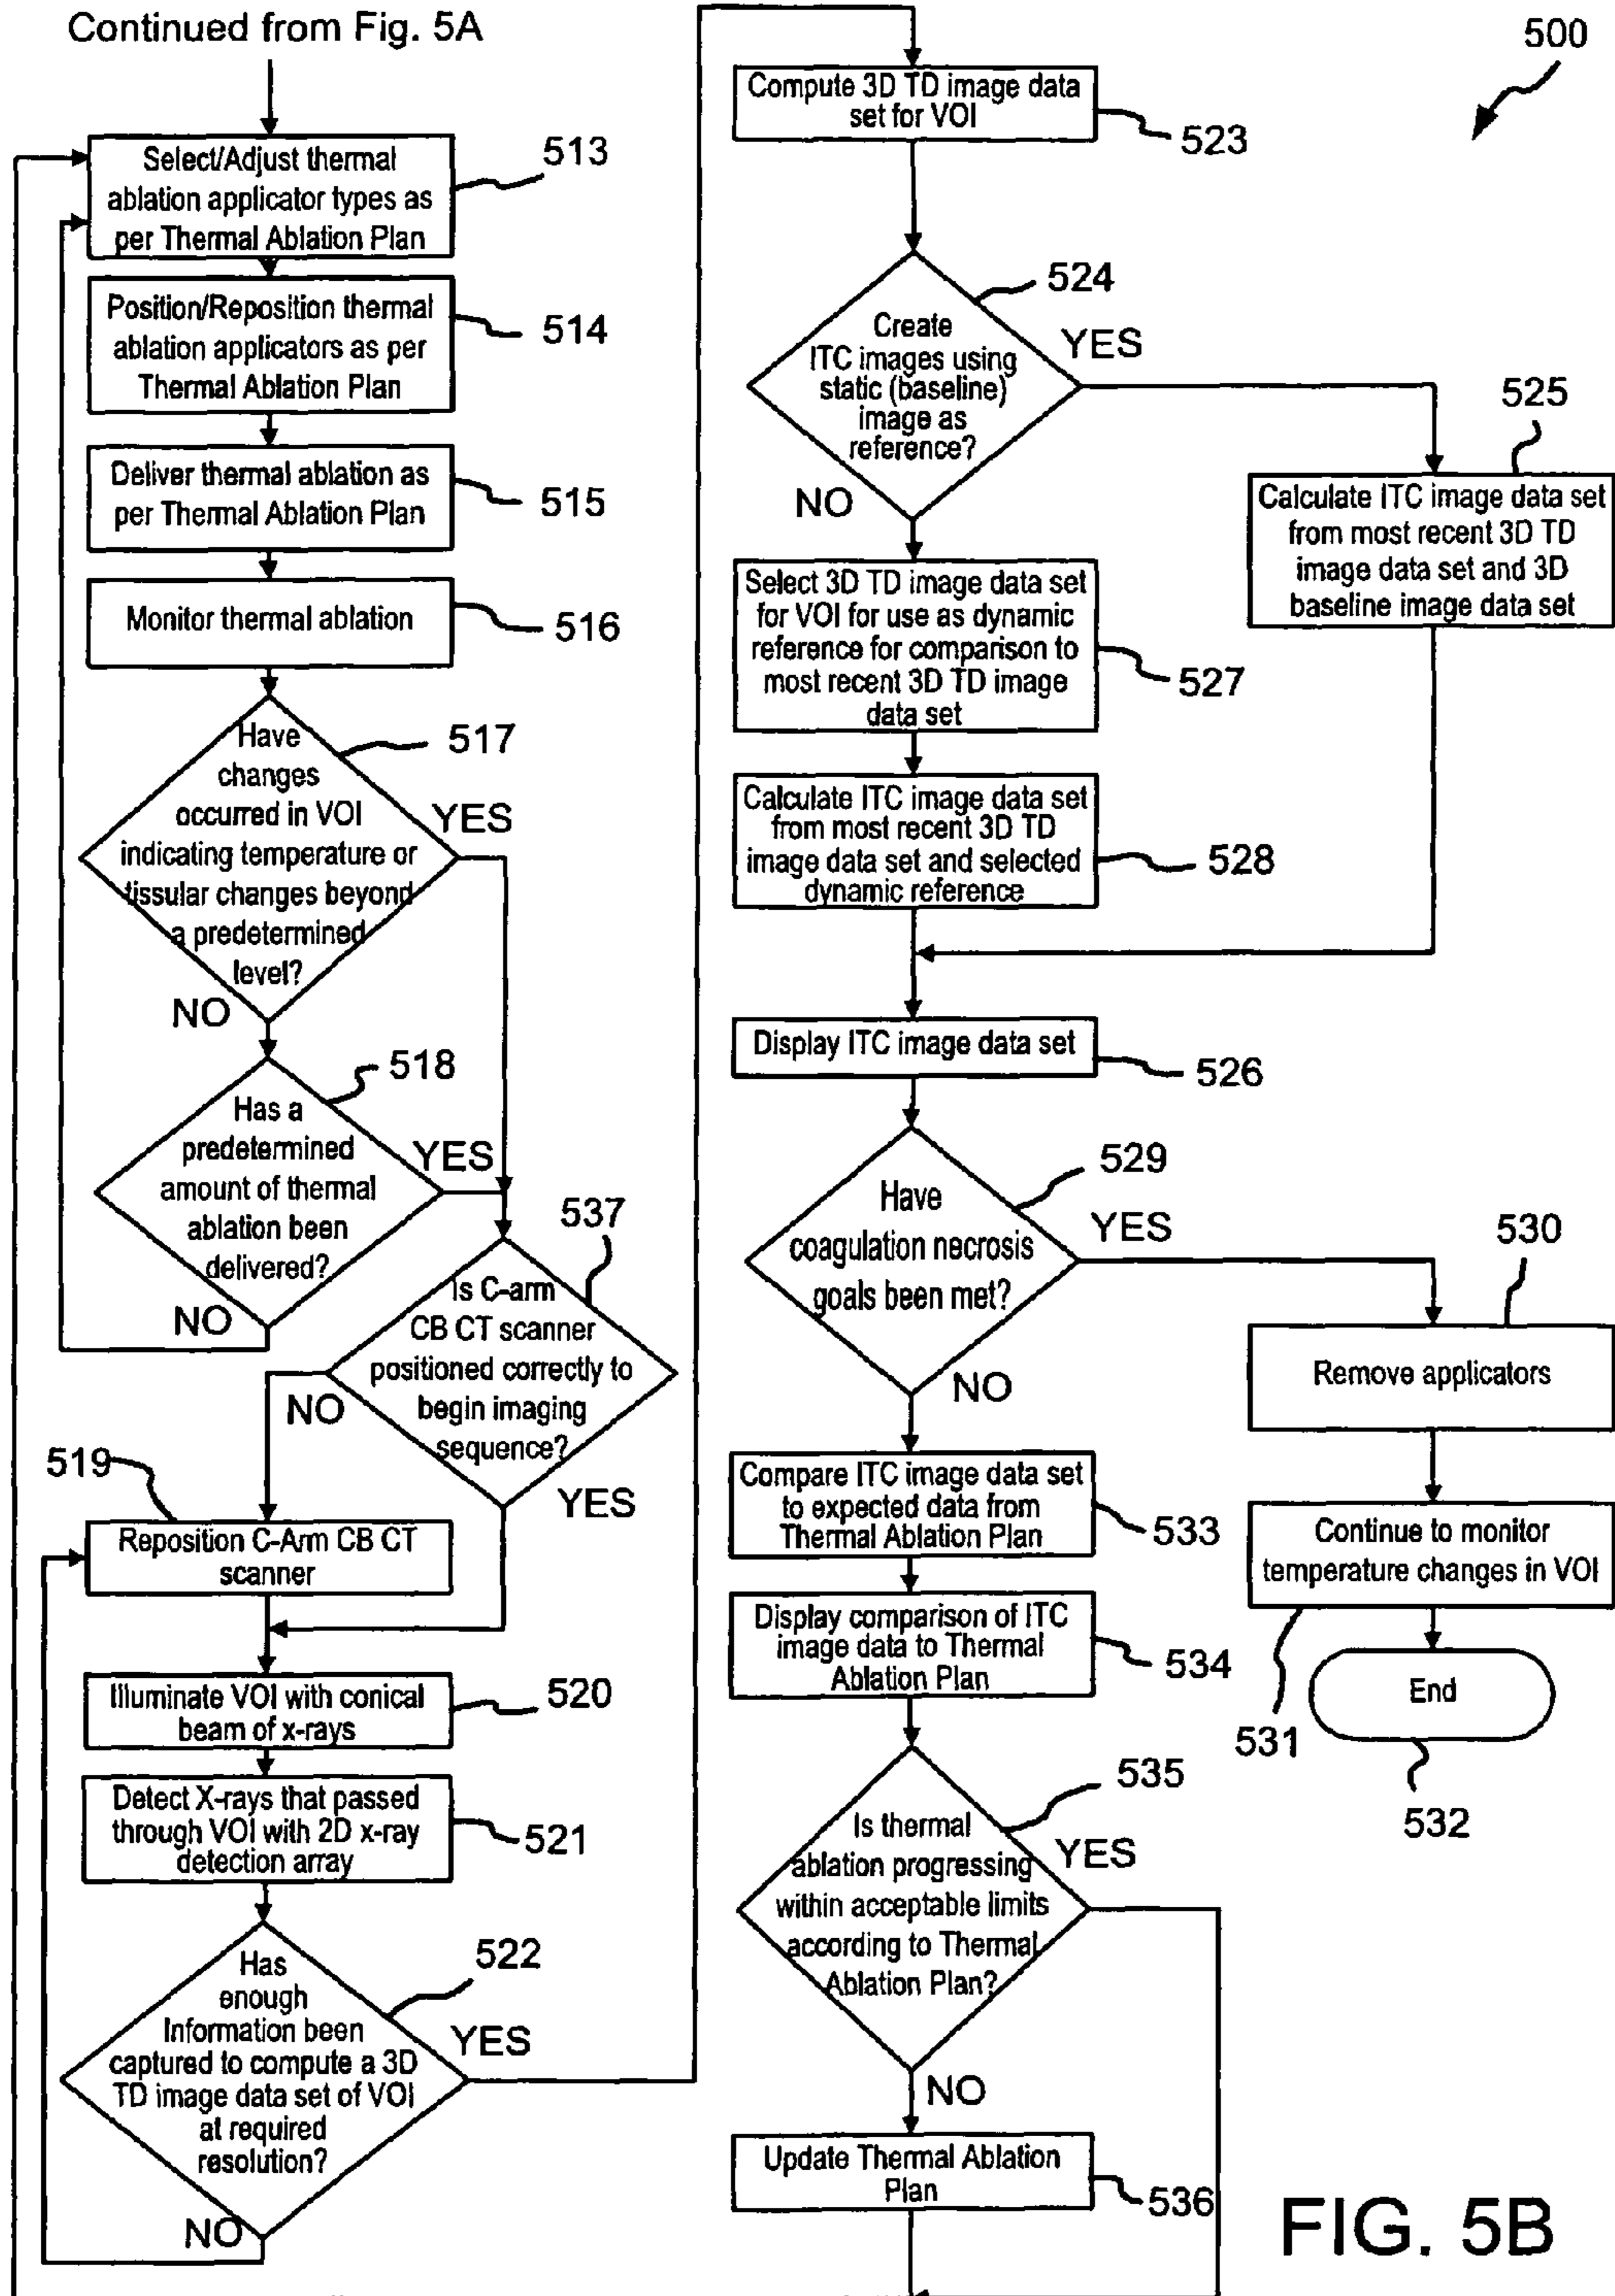 Continued from Fig. 5A
500
Select/Adjust thermal
ablation applicator types as
per Thermal Ablation Plan
513
Position/Reposition thermal
ablation applicators as per
Thermal Ablation Plan
514
Deliver thermal ablation as
per Thermal Ablation Plan
515
Monitor thermal ablation
516
Have
changes
occurred in VOI
indicating temperature or
tissular changes beyond
a predetermined
level?
517
YES
NO
Has a
predetermined
amount of thermal
ablation been
delivered?
518
YES
NO
Is C-arm
CB CT scanner
positioned correctly to
begin imaging
sequence?
537
NO
YES
519
Reposition C-Arm CB CT
scanner
Illuminate VOI with conical
beam of x-rays
520
Detect X-rays that passed
through VOI with 2D x-ray
detection array
521
Has
enough
Information been
captured to compute a 3D
TD image data set of VOI
at required
resolution?
522
YES
NO
Compute 3D TD image data
set for VOI
523
Create
ITC images using
static (baseline)
image as
reference?
524
YES
NO
525
Calculate ITC image data set
from most recent 3D TD
image data set and 3D
baseline image data set
Select 3D TD image data set
for VOI for use as dynamic
reference for comparison to
most recent 3D TD image
data set
527
Calculate ITC image data set
from most recent 3D TD
image data set and selected
dynamic reference
528
Display ITC image data set
526
Have
coagulation necrosis
goals been met?
529
YES
NO
530
Remove applicators
Continue to monitor
temperature changes in VOI
531
End
532
Compare ITC image data set
to expected data from
Thermal Ablation Plan
533
Display comparison of ITC
image data to Thermal
Ablation Plan
534
Is thermal
ablation progressing
within acceptable limits
according to Thermal
Ablation Plan?
535
YES
NO
Update Thermal Ablation
Plan
536
FIG. 5B